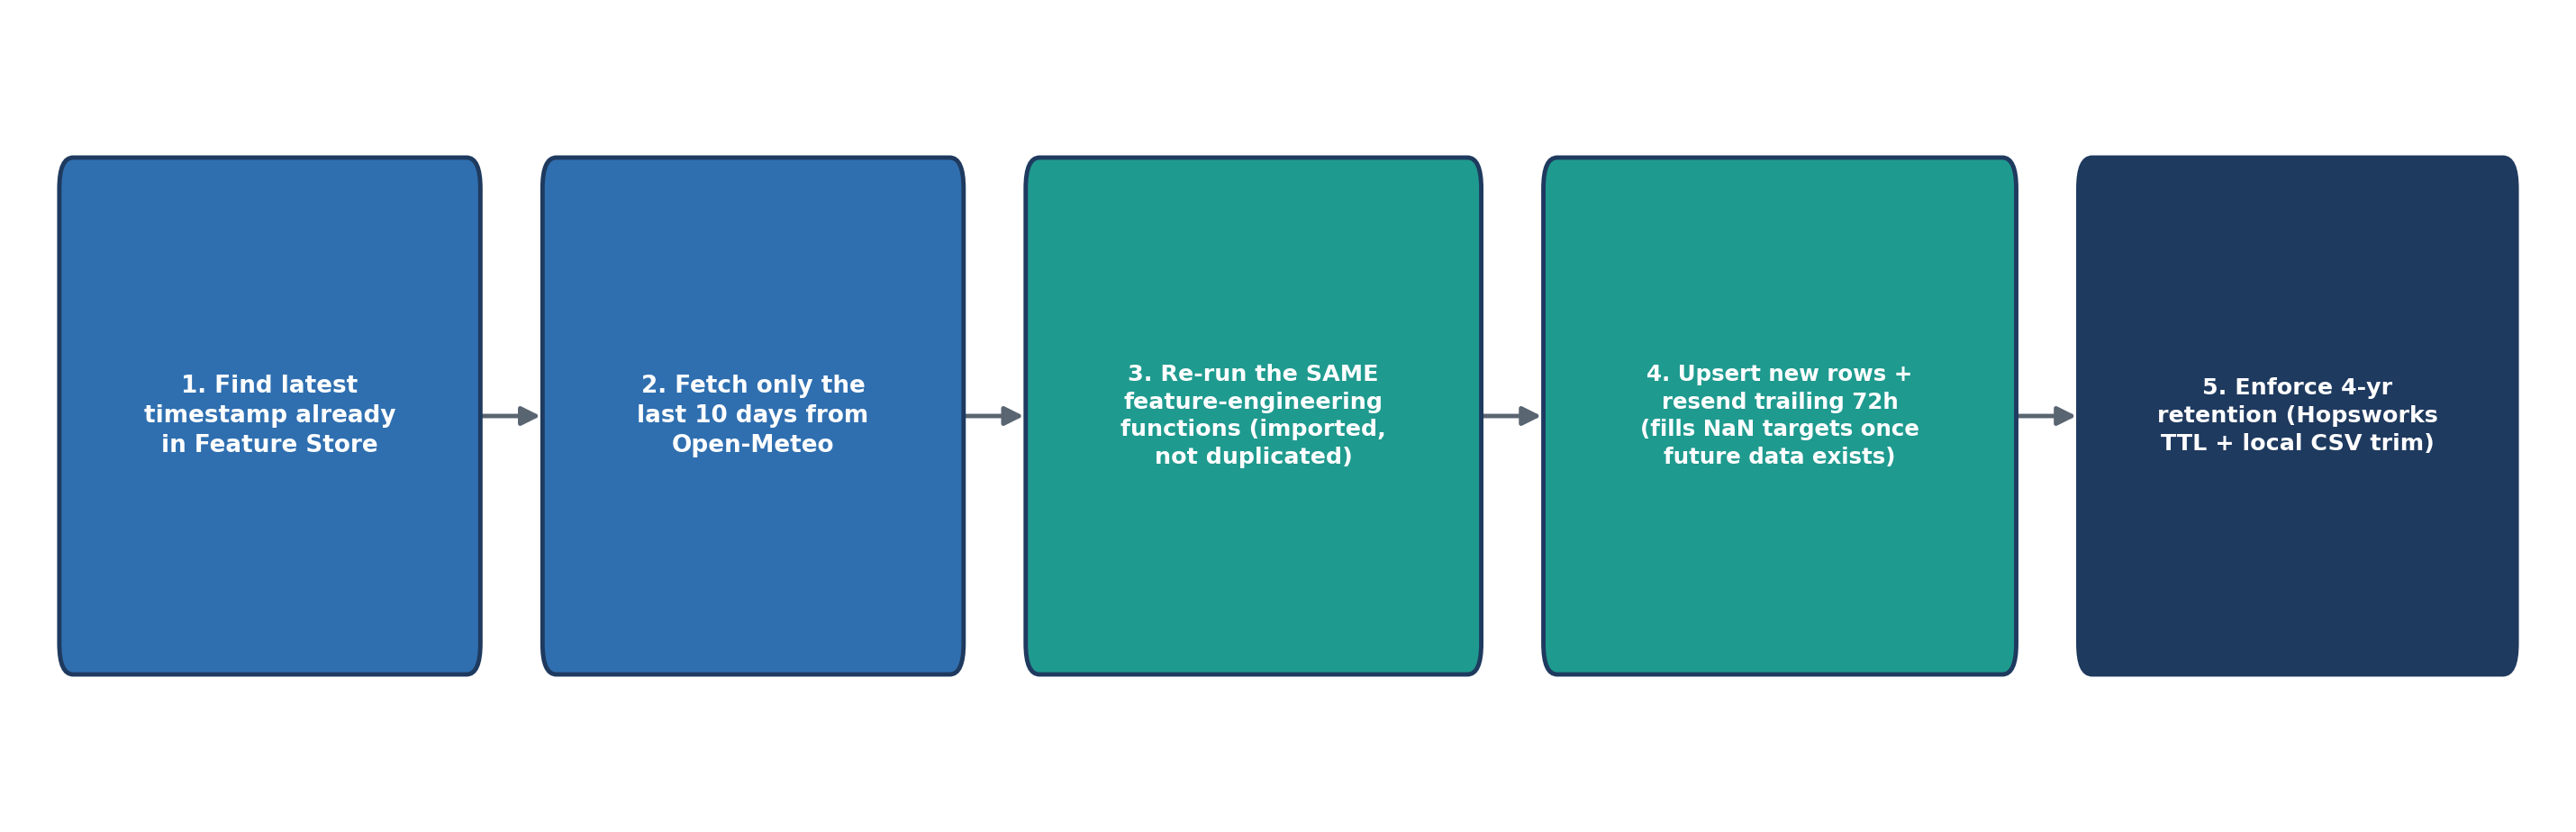 1. Find latest
timestamp already
in Feature Store
2. Fetch only the
last 10 days from
Open-Meteo
3. Re-run the SAME
feature-engineering
functions (imported,
not duplicated)
4. Upsert new rows +
resend trailing 72h
(fills NaN targets once
future data exists)
5. Enforce 4-yr
retention (Hopsworks
TTL + local CSV trim)